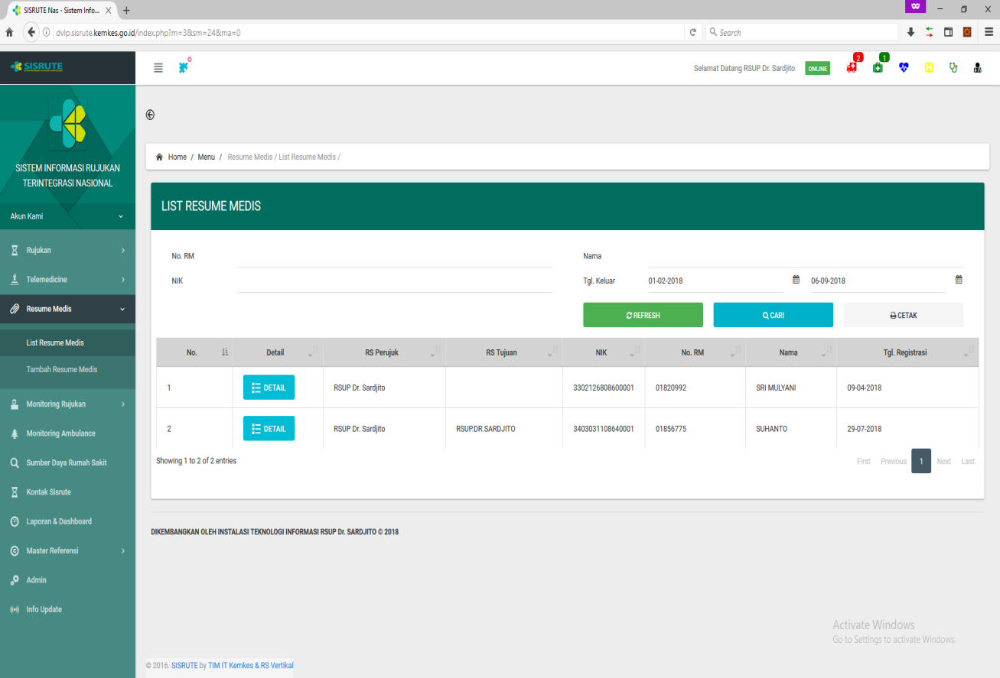 SISRUTE Nas - Sistem Info...
dvlp.sisrute.kemkes.go.id/index.php?m=3&sm=24&ma=0
Search
SISRUTE
0
Selamat Datang RSUP Dr. Sardjito
ONLINE
2
1
SISTEM INFORMASI RUJUKAN
TERINTEGRASI NASIONAL
Akun Kami
Rujukan
Telemedicine
Resume Medis
List Resume Medis
Tambah Resume Medis
Monitoring Rujukan
Monitoring Ambulance
Sumber Daya Rumah Sakit
Kontak Sisrute
Laporan & Dashboard
Master Referensi
Admin
Info Update
Home / Menu / Resume Medis / List Resume Medis /
LIST RESUME MEDIS
No. RM
Nama
NIK
Tgl. Keluar 01-02-2018 06-09-2018
REFRESH CARI CETAK
No. Detail RS Perujuk RS Tujuan NIK No. RM Nama Tgl. Registrasi
1 DETAIL RSUP Dr. Sardjito 3302126808600001 01820992 SRI MULYANI 09-04-2018
2 DETAIL RSUP Dr. Sardjito RSUP.DR.SARDJITO 3403031108640001 01856775 SUHANTO 29-07-2018
Showing 1 to 2 of 2 entries
First Previous 1 Next Last
DIKEMBANGKAN OLEH INSTALASI TEKNOLOGI INFORMASI RSUP Dr. SARDJITO © 2018
Activate Windows
Go to Settings to activate Windows.
© 2016. SISRUTE by TIM IT Kemkes & RS Vertikal